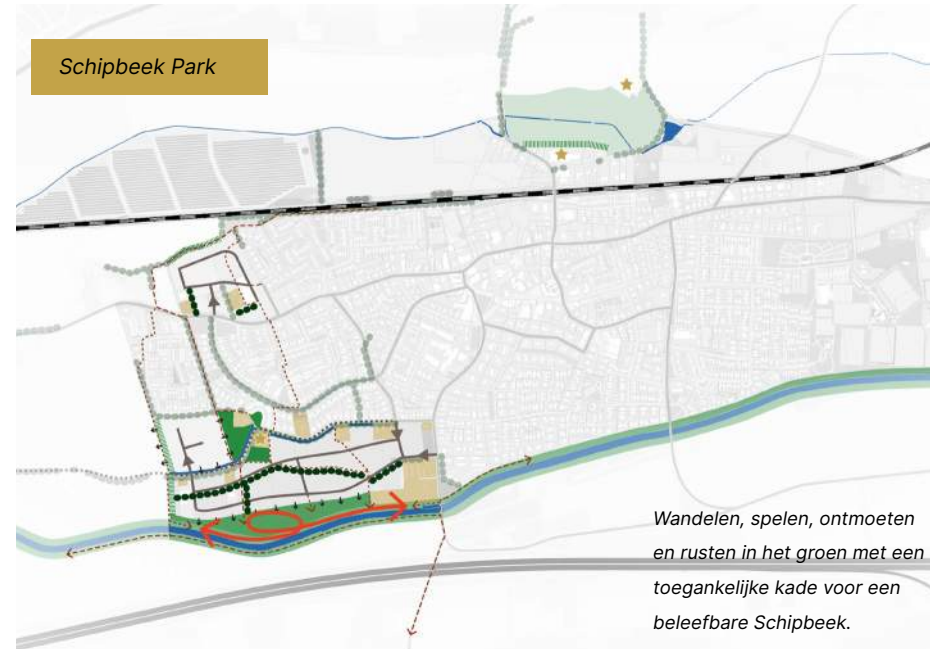 Schipbeek Park
Wandelen, spelen, ontmoeten
en rusten in het groen met een
toegankelijke kade voor een
beleefbare Schipbeek.